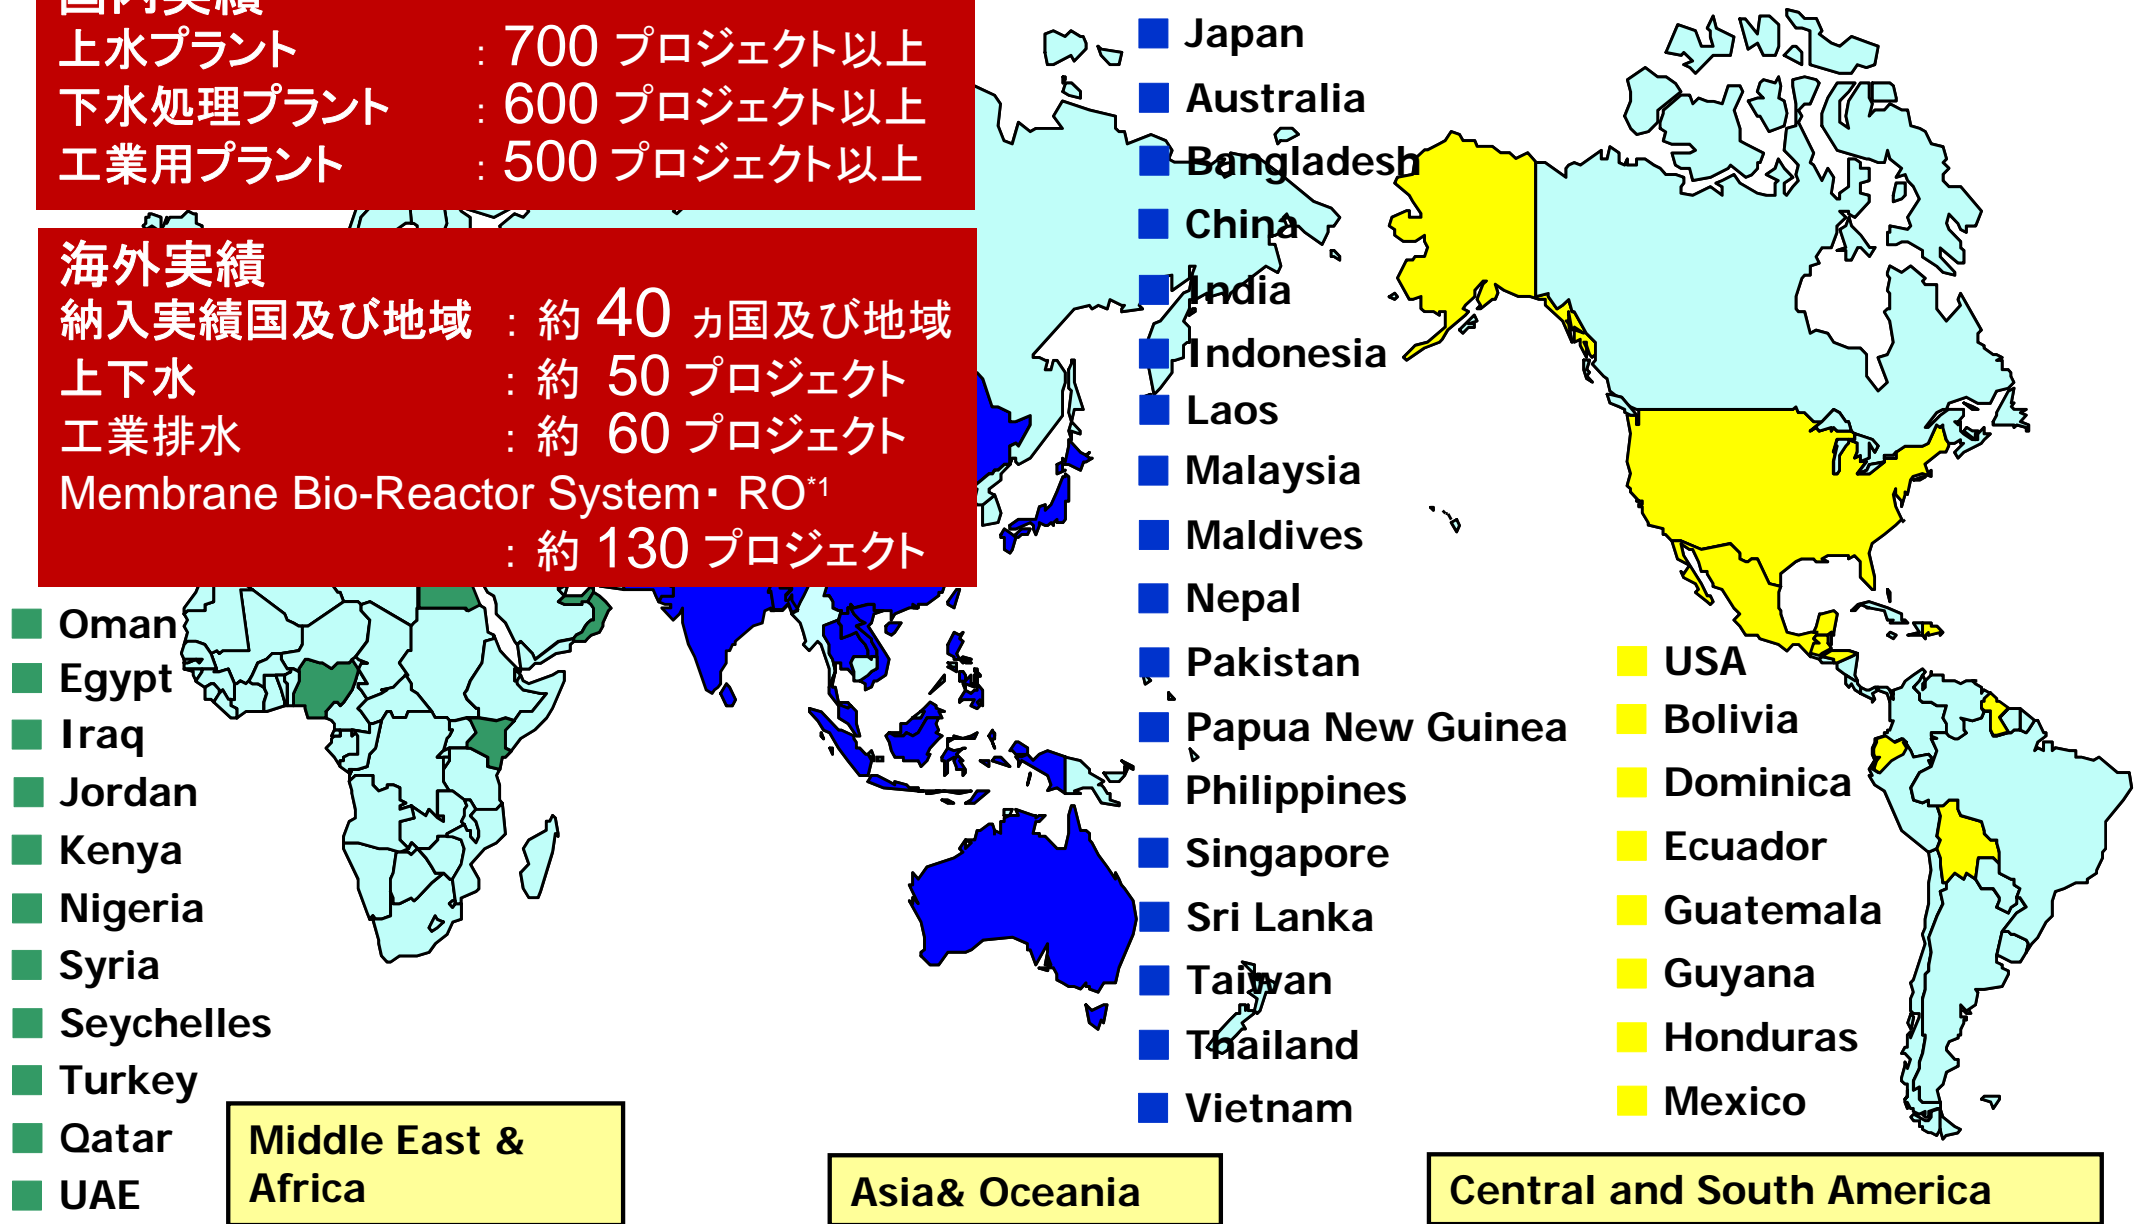 国内実績
上水プラント : 700 プロジェクト以上
下水処理プラント : 600 プロジェクト以上
工業用プラント : 500 プロジェクト以上
海外実績
納入実績国及び地域 : 約 40 ヵ国及び地域
上下水 : 約 50 プロジェクト
工業排水 : 約 60 プロジェクト
Membrane Bio-Reactor System・ RO*1
: 約 130 プロジェクト
Oman
Egypt
Iraq
Jordan
Kenya
Nigeria
Syria
Seychelles
Turkey
Qatar
UAE
Middle East &
Africa
Japan
Australia
Bangladesh
China
India
Indonesia
Laos
Malaysia
Maldives
Nepal
Pakistan
Papua New Guinea
Philippines
Singapore
Sri Lanka
Taiwan
Thailand
Vietnam
Asia& Oceania
USA
Bolivia
Dominica
Ecuador
Guatemala
Guyana
Honduras
Mexico
Central and South America